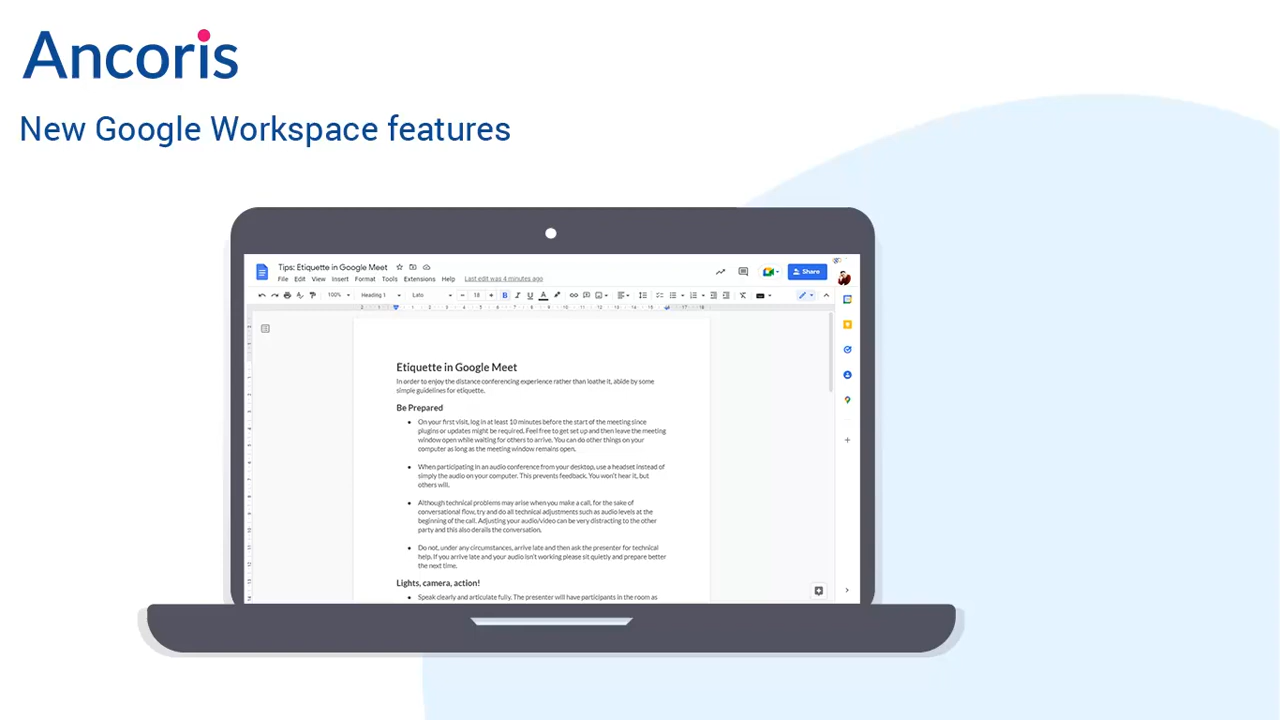 Ancoris
New Google Workspace features
Tips: Etiquette in Google Meet
Share
File Edit View Insert Format Tools Extensions Help Last edit was 4 minutes ago
100% Heading 1 Lato 18 B I U A
Etiquette in Google Meet
In order to enjoy the distance conferencing experience rather than loathe it, abide by some
simple guidelines for etiquette.
Be Prepared
On your first visit, log in at least 10 minutes before the start of the meeting since
plugins or updates might be required. Feel free to get set up and then leave the meeting
window open while waiting for others to arrive. You can do other things on your
computer as long as the meeting window remains open.
When participating in an audio conference from your desktop, use a headset instead of
simply the audio on your computer. This prevents feedback. You won't hear it, but
others will.
Although technical problems may arise when you make a call, for the sake of
conversational flow, try and do all technical adjustments such as audio levels at the
beginning of the call. Adjusting your audio/video can be very distracting to the other
party and this also derails the conversation.
Do not, under any circumstances, arrive late and then ask the presenter for technical
help. If you arrive late and your audio isn't working please sit quietly and prepare better
the next time.
Lights, camera, action!
Speak clearly and articulate fully. The presenter will have participants in the room as